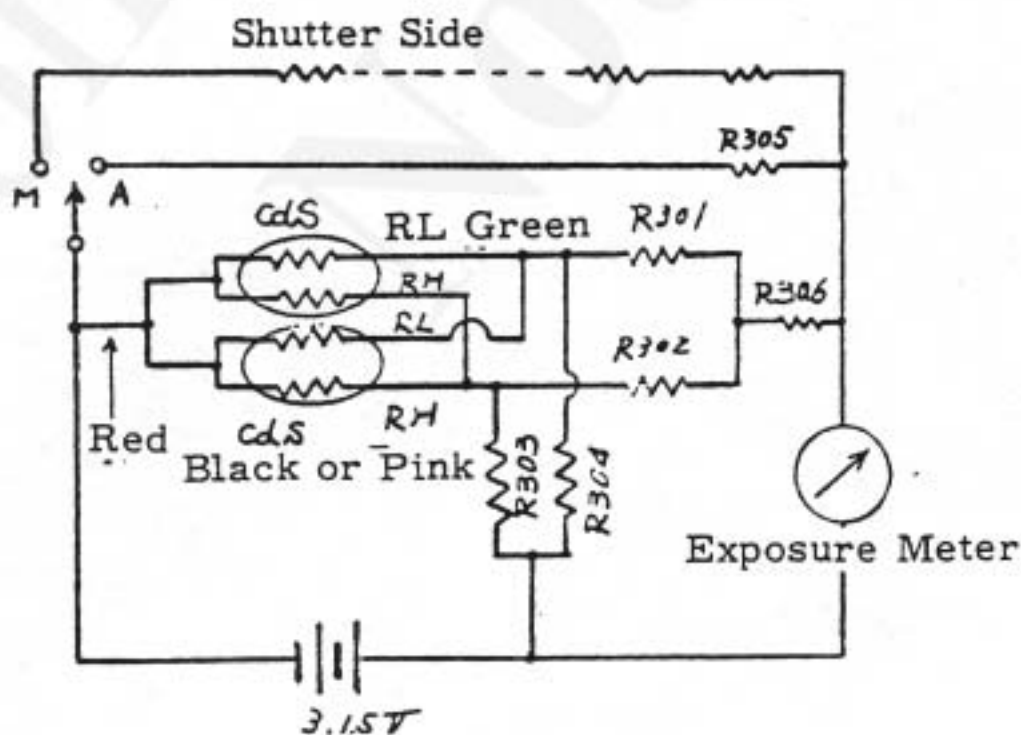 Shutter Side
R305
M A
CdS
RL Green
R301
RH
R306
RL
R302
Red
CdS
RH
Black or Pink
R303
R304
Exposure Meter
3.15V